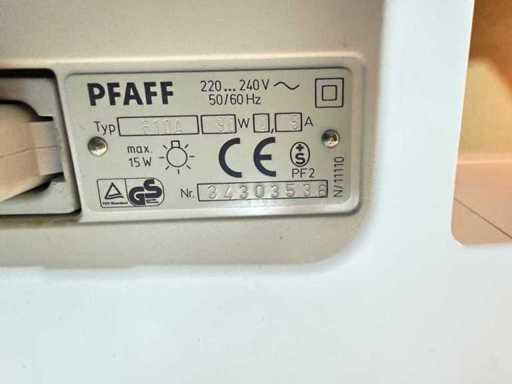 PFAFF 220...240V ~
50/60 Hz
Typ W A
max.
15 W CE +S
PF2
GS
Nr. 34303536
N/11110